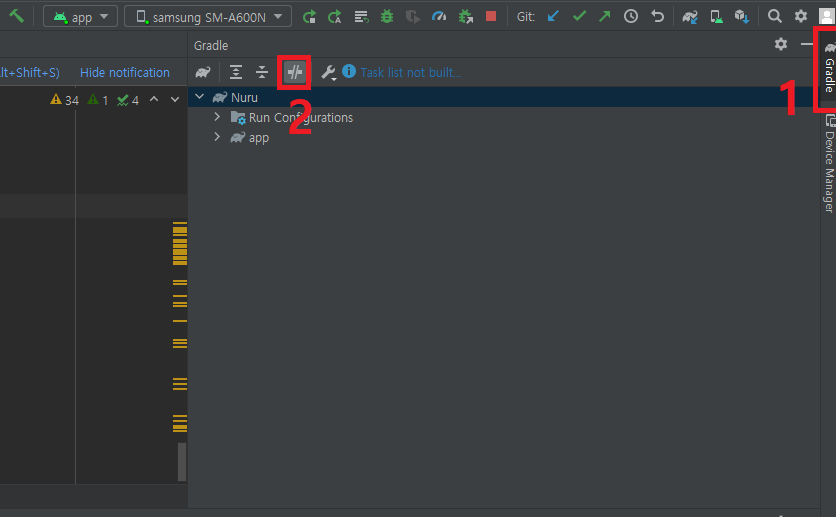 app
samsung SM-A600N
Git:
Gradle
lt+Shift+S)
Hide notification
Task list not built...
34
1
4
Nuru
Run Configurations
app
2
1
Gradle
Device Manager